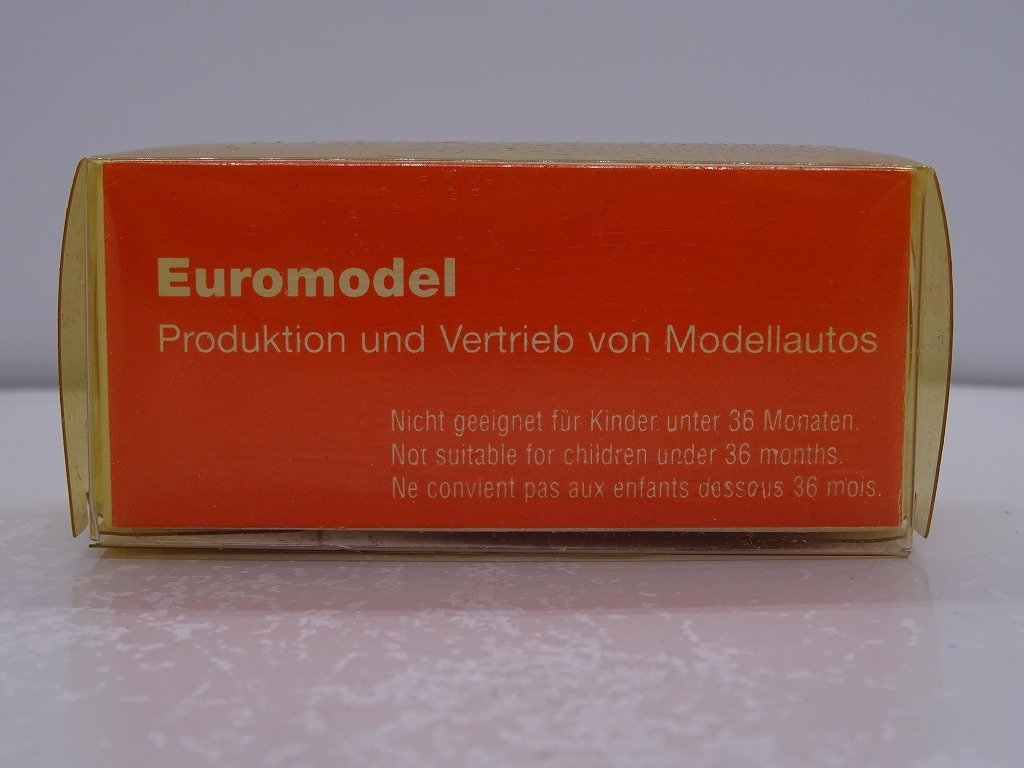 Euromodel
Produktion und Vertrieb von Modellautos
Nicht geeignet für Kinder unter 36 Monaten.
Not suitable for children under 36 months.
Ne convient pas aux enfants dessous 36 mois.